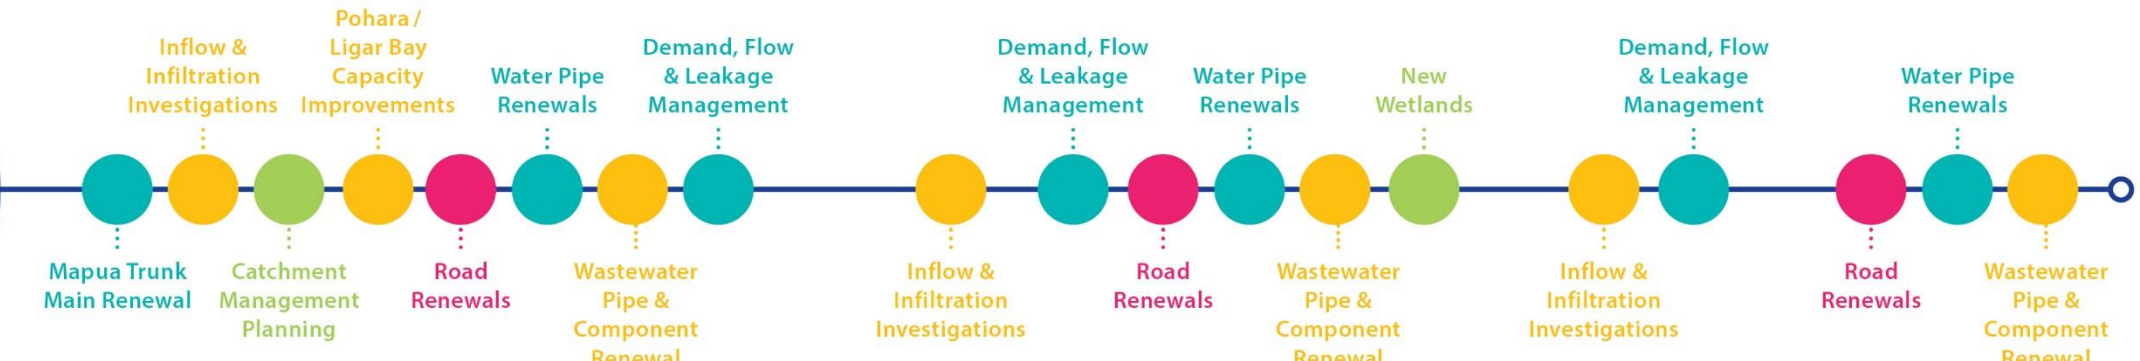 Inflow &
Infiltration
Investigations
Pohara /
Ligar Bay
Capacity
Improvements
Water Pipe
Renewals
Demand, Flow
& Leakage
Management
Demand, Flow
& Leakage
Management
Water Pipe
Renewals
New
Wetlands
Demand, Flow
& Leakage
Management
Water Pipe
Renewals
Mapua Trunk
Main Renewal
Catchment
Management
Planning
Road
Renewals
Wastewater
Pipe &
Component
Renewal
Inflow &
Infiltration
Investigations
Road
Renewals
Wastewater
Pipe &
Component
Renewal
Inflow &
Infiltration
Investigations
Road
Renewals
Wastewater
Pipe &
Component
Renewal